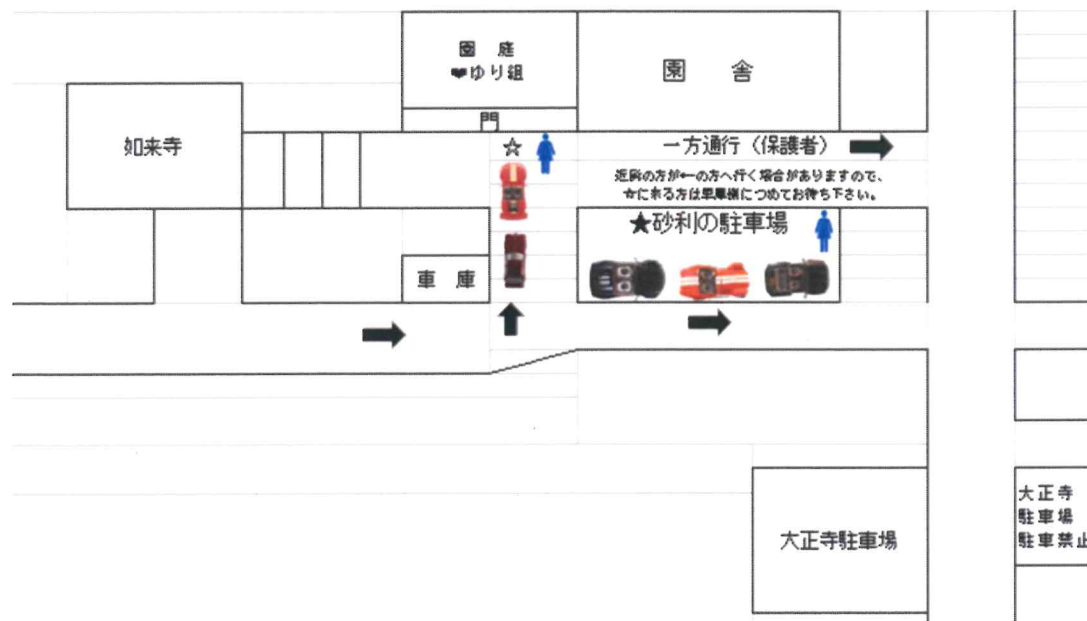 園 庭
❤ゆり組
園 舎
門
如来寺
☆
一方通行（保護者）
近隣の方が←の方へ行く場合がありますので、
☆に来る方は車庫側につめてお待ち下さい。
★砂利の駐車場
車 庫
大正寺駐車場
大正寺
駐車場
駐車禁止